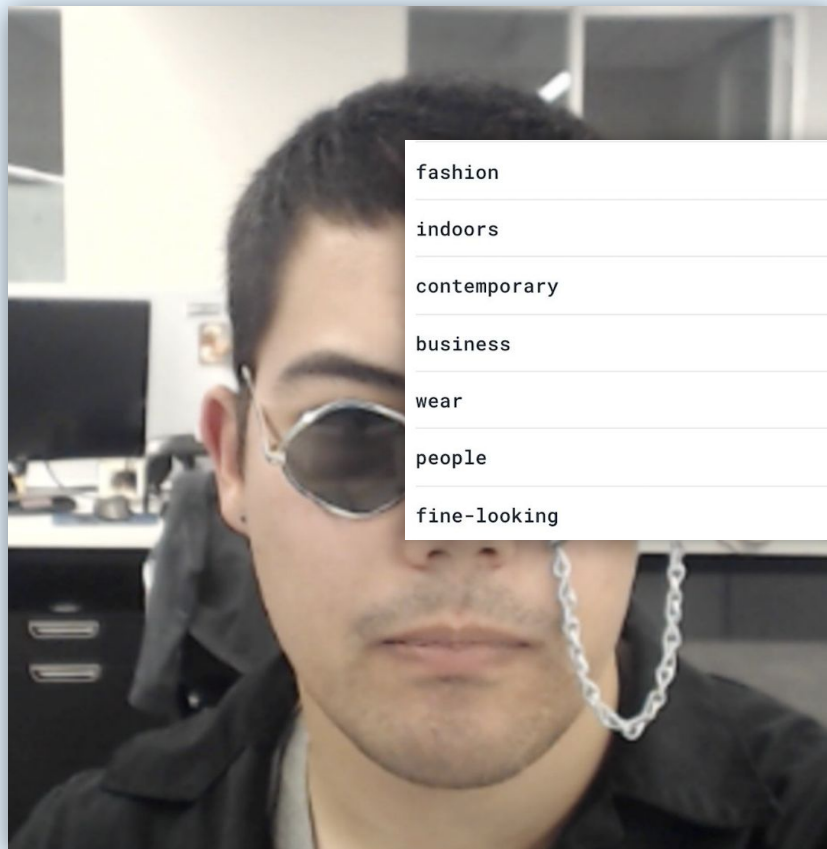 fashion
indoors
contemporary
business
wear
people
fine-looking